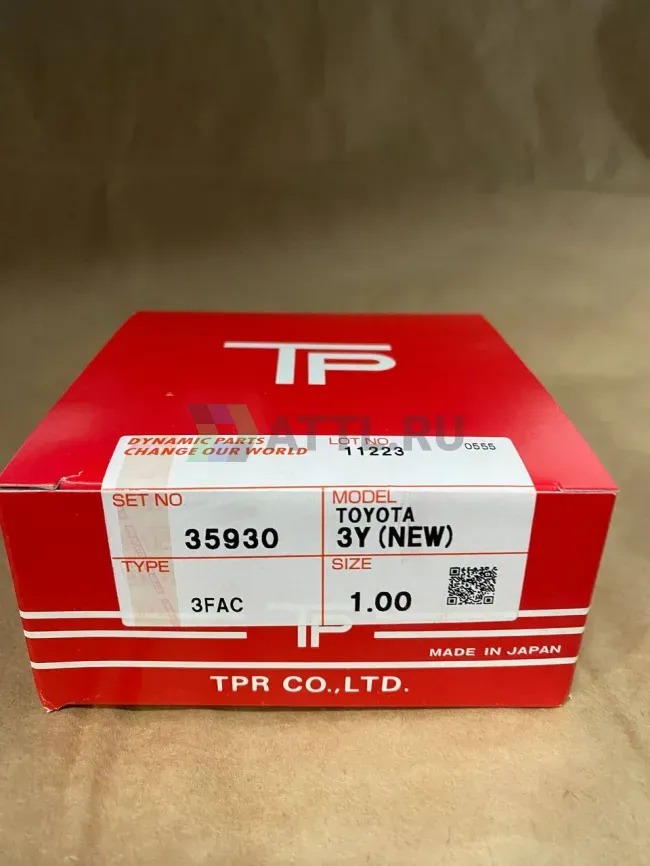 TP
ATTI.RU
DYNAMIC PARTS
CHANGE OUR WORLD
LOT NO
11223
0555
SET NO
35930
MODEL
TOYOTA
3Y (NEW)
TYPE
3FAC
SIZE
1.00
TP
MADE IN JAPAN
TPR CO.,LTD.